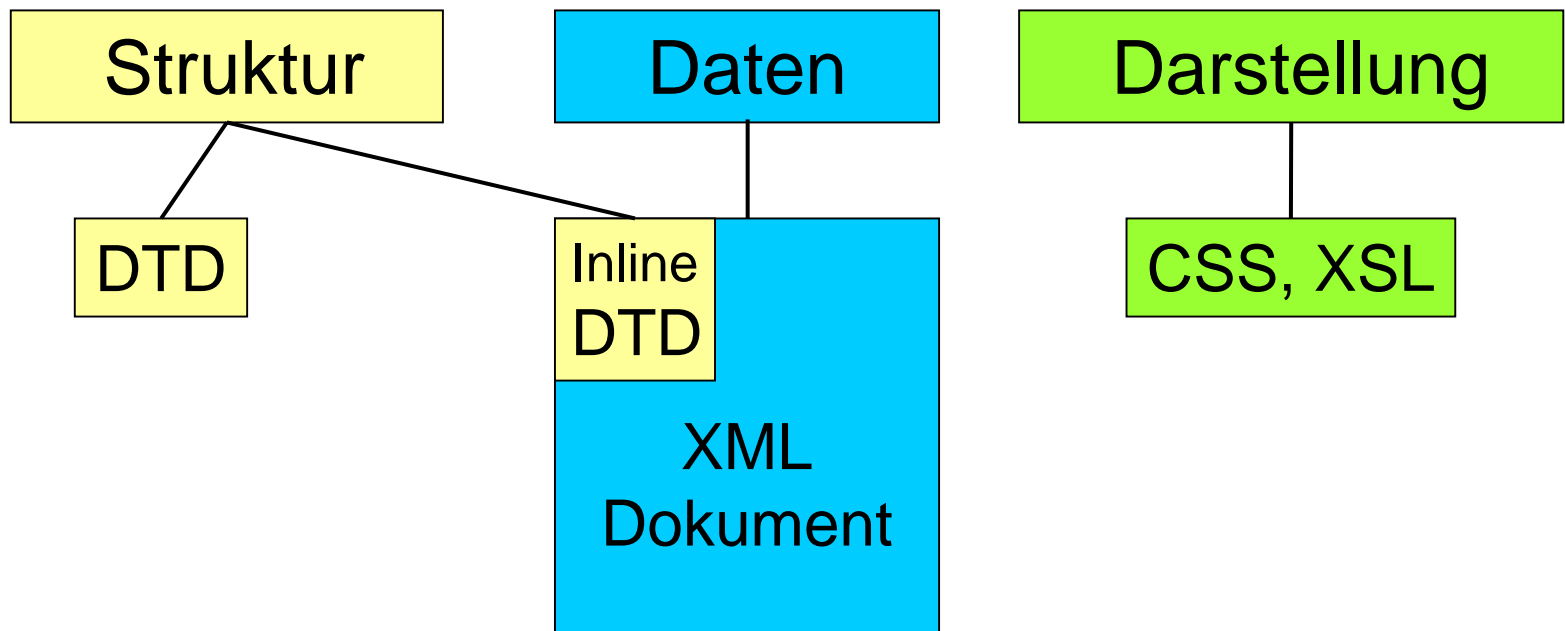 Struktur
Daten
Darstellung
DTD
Inline
DTD
CSS, XSL
XML
Dokument